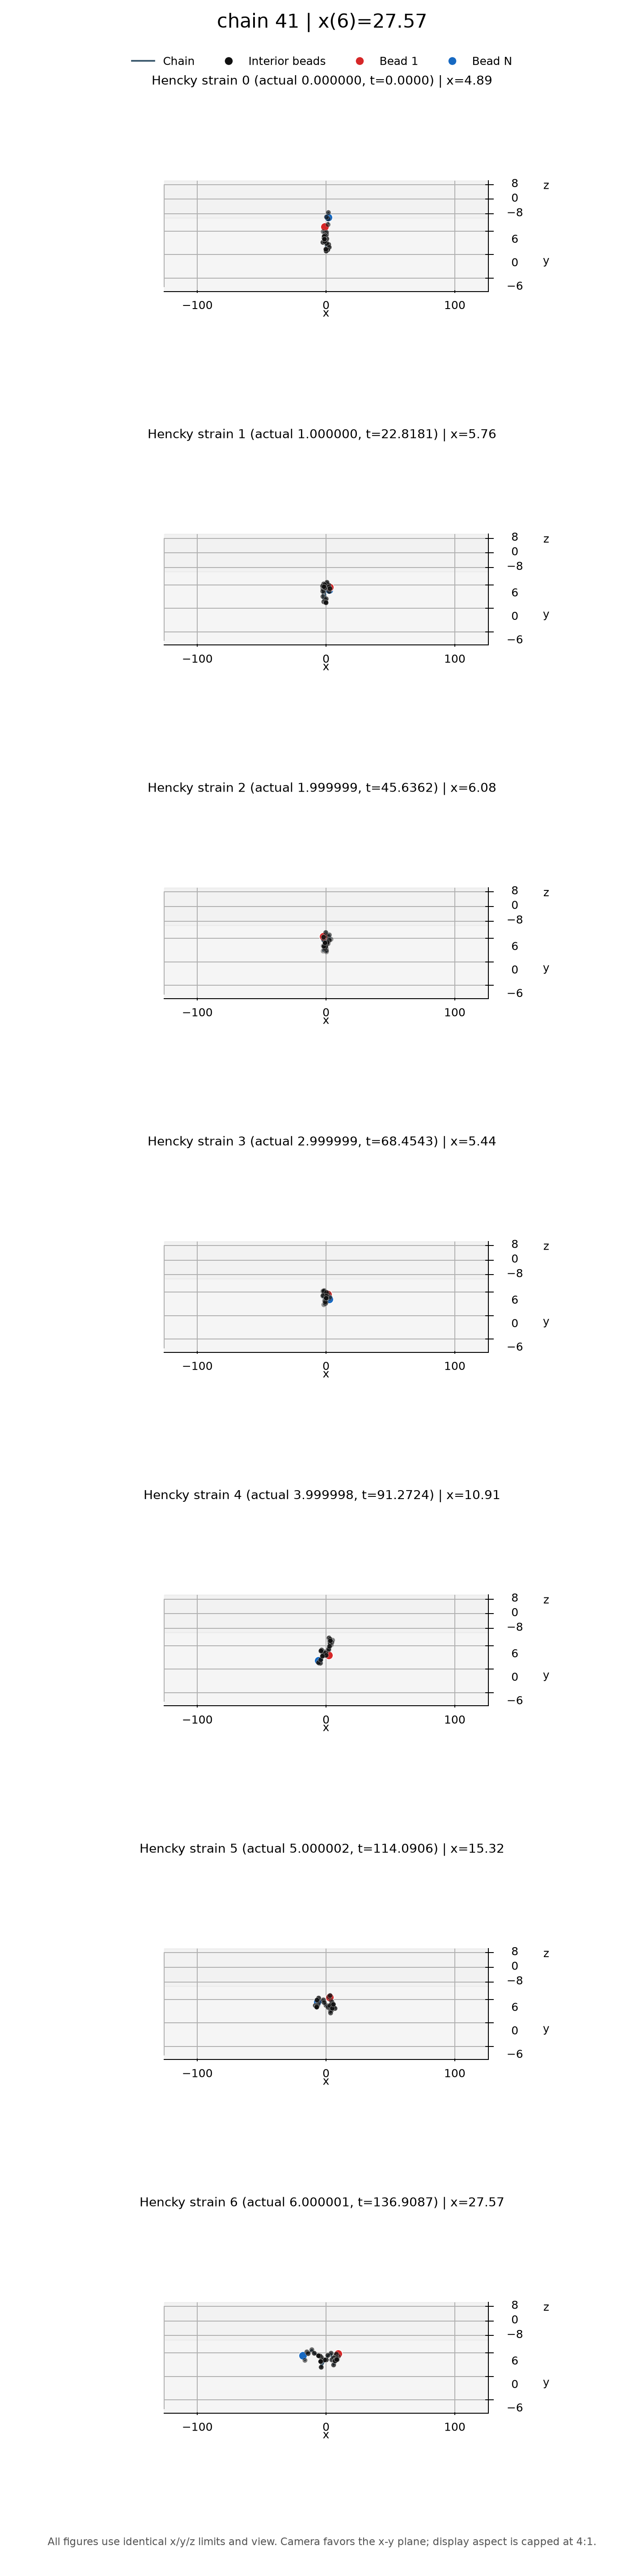 chain 41 | x(6)=27.57
Chain Interior beads Bead 1 Bead N
Hencky strain 0 (actual 0.000000, t=0.0000) | x=4.89
8 z
0
−8
6
0 y
−6
−100 0 100
x
Hencky strain 1 (actual 1.000000, t=22.8181) | x=5.76
8 z
0
−8
6
0 y
−6
−100 0 100
x
Hencky strain 2 (actual 1.999999, t=45.6362) | x=6.08
8 z
0
−8
6
0 y
−6
−100 0 100
x
Hencky strain 3 (actual 2.999999, t=68.4543) | x=5.44
8 z
0
−8
6
0 y
−6
−100 0 100
x
Hencky strain 4 (actual 3.999998, t=91.2724) | x=10.91
8 z
0
−8
6
0 y
−6
−100 0 100
x
Hencky strain 5 (actual 5.000002, t=114.0906) | x=15.32
8 z
0
−8
6
0 y
−6
−100 0 100
x
Hencky strain 6 (actual 6.000001, t=136.9087) | x=27.57
8 z
0
−8
6
0 y
−6
−100 0 100
x
All figures use identical x/y/z limits and view. Camera favors the x-y plane; display aspect is capped at 4:1.